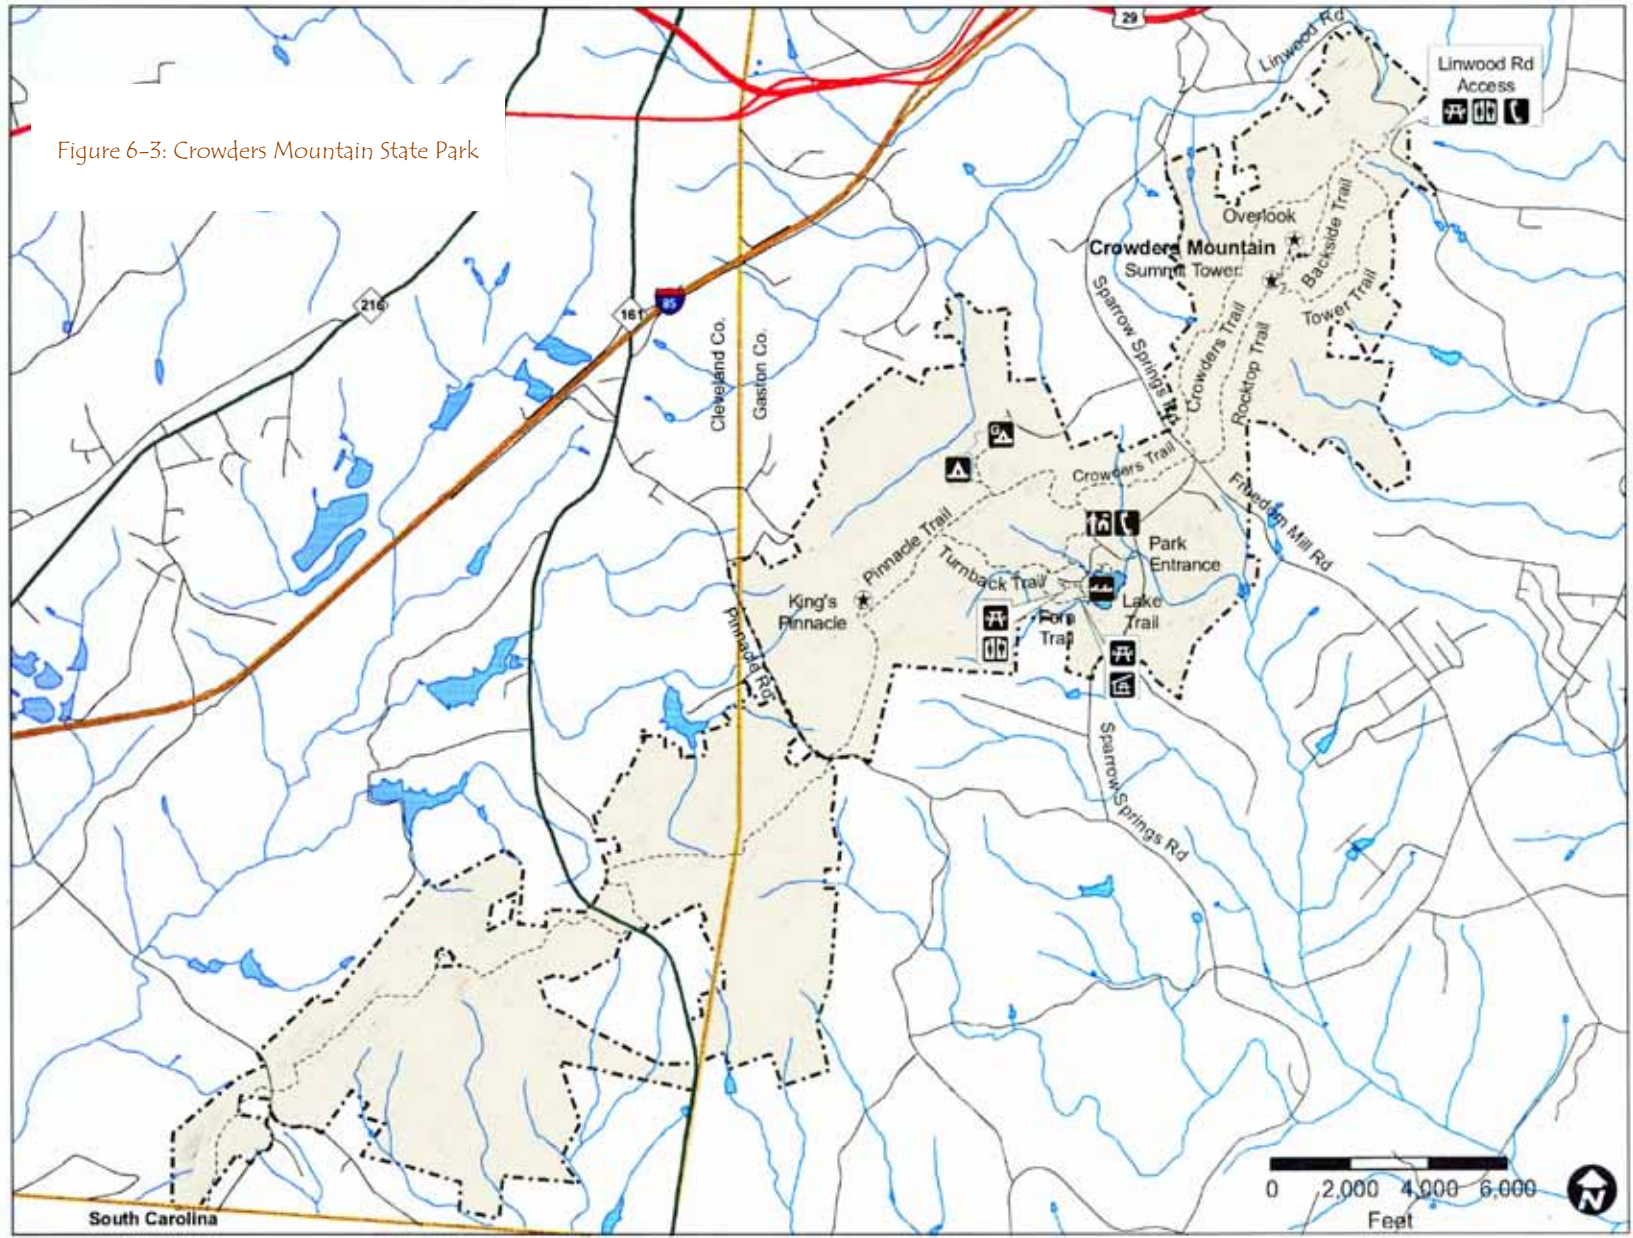 29
Linwood Rd
Linwood Rd
Access
Figure 6-3: Crowders Mountain State Park
Overlook
Crowders Mountain
Summit Tower
Backside Trail
Tower Trail
Sparrow Springs Rd
Crowders Trail
Rocktop Trail
216
161
85
Cleveland Co.
Gaston Co.
G
Crowders Trail
Freedom Mill Rd
Pinnacle Trail
Park
Entrance
Turnback Trail
King's
Pinnacle
Lake
Trail
Fern
Trail
Pinnacle Rd
Sparrow Springs Rd
0 2,000 4,000 6,000
Feet
N
South Carolina